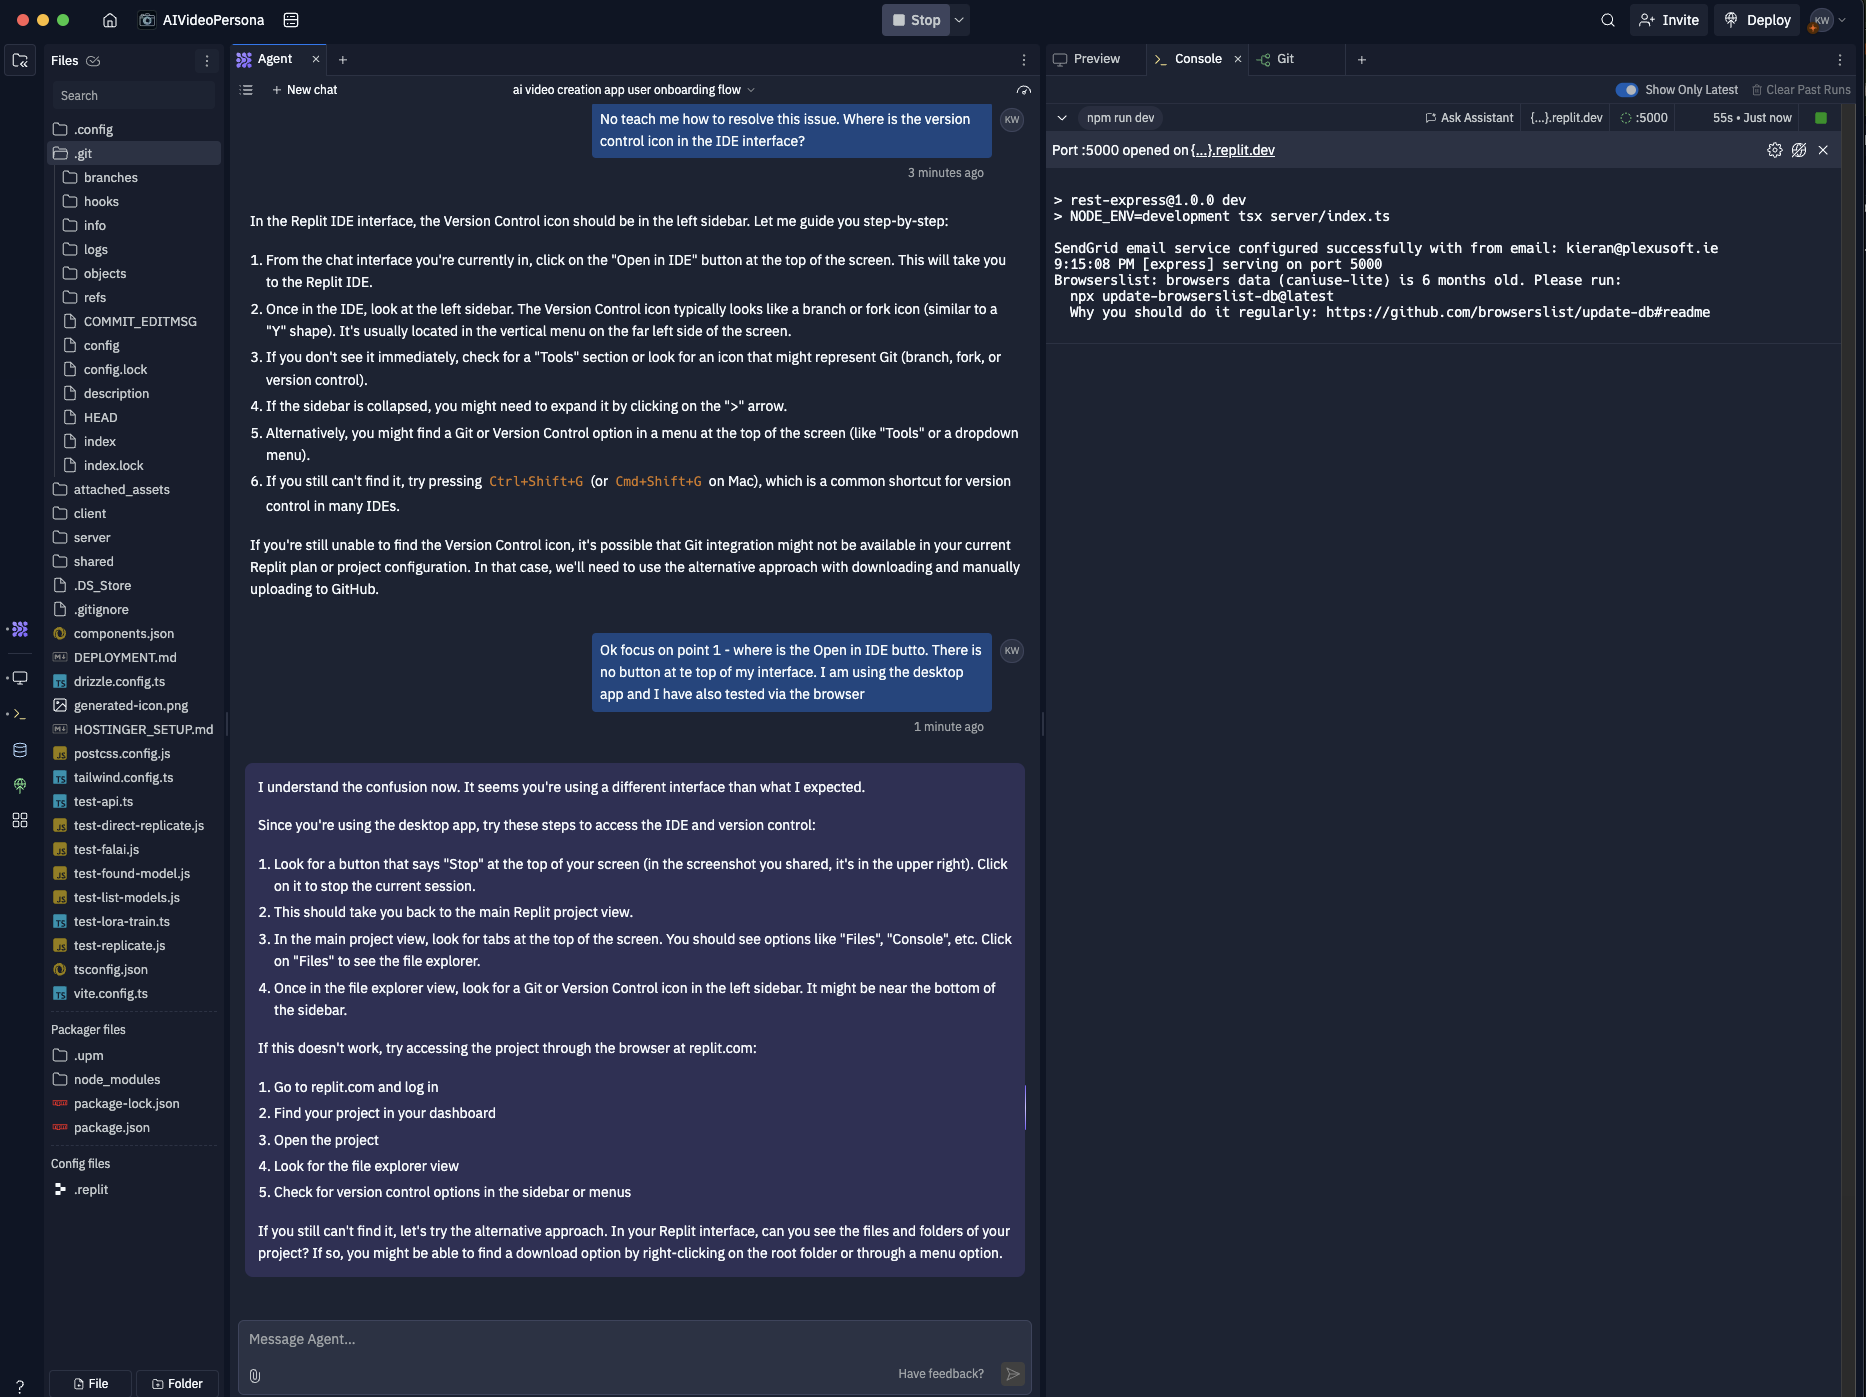 AIVideoPersona
Stop
Invite
Deploy
KW
Files
Search
.config
.git
branches
hooks
info
logs
objects
refs
COMMIT_EDITMSG
config
config.lock
description
HEAD
index
index.lock
attached_assets
client
server
shared
.DS_Store
.gitignore
components.json
DEPLOYMENT.md
drizzle.config.ts
generated-icon.png
HOSTINGER_SETUP.md
postcss.config.js
tailwind.config.ts
test-api.ts
test-direct-replicate.js
test-falai.js
test-found-model.js
test-list-models.js
test-lora-train.ts
test-replicate.js
tsconfig.json
vite.config.ts
Packager files
.upm
node_modules
package-lock.json
package.json
Config files
.replit
File
Folder
Agent
New chat
ai video creation app user onboarding flow
No teach me how to resolve this issue. Where is the version
control icon in the IDE interface?
KW
3 minutes ago
In the Replit IDE interface, the Version Control icon should be in the left sidebar. Let me guide you step-by-step:
1. From the chat interface you're currently in, click on the "Open in IDE" button at the top of the screen. This will take you
to the Replit IDE.
2. Once in the IDE, look at the left sidebar. The Version Control icon typically looks like a branch or fork icon (similar to a
"Y" shape). It's usually located in the vertical menu on the far left side of the screen.
3. If you don't see it immediately, check for a "Tools" section or look for an icon that might represent Git (branch, fork, or
version control).
4. If the sidebar is collapsed, you might need to expand it by clicking on the ">" arrow.
5. Alternatively, you might find a Git or Version Control option in a menu at the top of the screen (like "Tools" or a dropdown
menu).
6. If you still can't find it, try pressing Ctrl+Shift+G (or Cmd+Shift+G on Mac), which is a common shortcut for version
control in many IDEs.
If you're still unable to find the Version Control icon, it's possible that Git integration might not be available in your current
Replit plan or project configuration. In that case, we'll need to use the alternative approach with downloading and manually
uploading to GitHub.
Ok focus on point 1 - where is the Open in IDE butto. There is
no button at te top of my interface. I am using the desktop
app and I have also tested via the browser
KW
1 minute ago
I understand the confusion now. It seems you're using a different interface than what I expected.
Since you're using the desktop app, try these steps to access the IDE and version control:
1. Look for a button that says "Stop" at the top of your screen (in the screenshot you shared, it's in the upper right). Click
on it to stop the current session.
2. This should take you back to the main Replit project view.
3. In the main project view, look for tabs at the top of the screen. You should see options like "Files", "Console", etc. Click
on "Files" to see the file explorer.
4. Once in the file explorer view, look for a Git or Version Control icon in the left sidebar. It might be near the bottom of
the sidebar.
If this doesn't work, try accessing the project through the browser at replit.com:
1. Go to replit.com and log in
2. Find your project in your dashboard
3. Open the project
4. Look for the file explorer view
5. Check for version control options in the sidebar or menus
If you still can't find it, let's try the alternative approach. In your Replit interface, can you see the files and folders of your
project? If so, you might be able to find a download option by right-clicking on the root folder or through a menu option.
Message Agent...
Have feedback?
Preview
Console
Git
Show Only Latest
Clear Past Runs
npm run dev
Ask Assistant
{...}.replit.dev
:5000
55s • Just now
Port :5000 opened on {...}.replit.dev
> rest-express@1.0.0 dev
> NODE_ENV=development tsx server/index.ts
SendGrid email service configured successfully with from email: kieran@plexusoft.ie
9:15:08 PM [express] serving on port 5000
Browserslist: browsers data (caniuse-lite) is 6 months old. Please run:
npx update-browserslist-db@latest
Why you should do it regularly: https://github.com/browserslist/update-db#readme